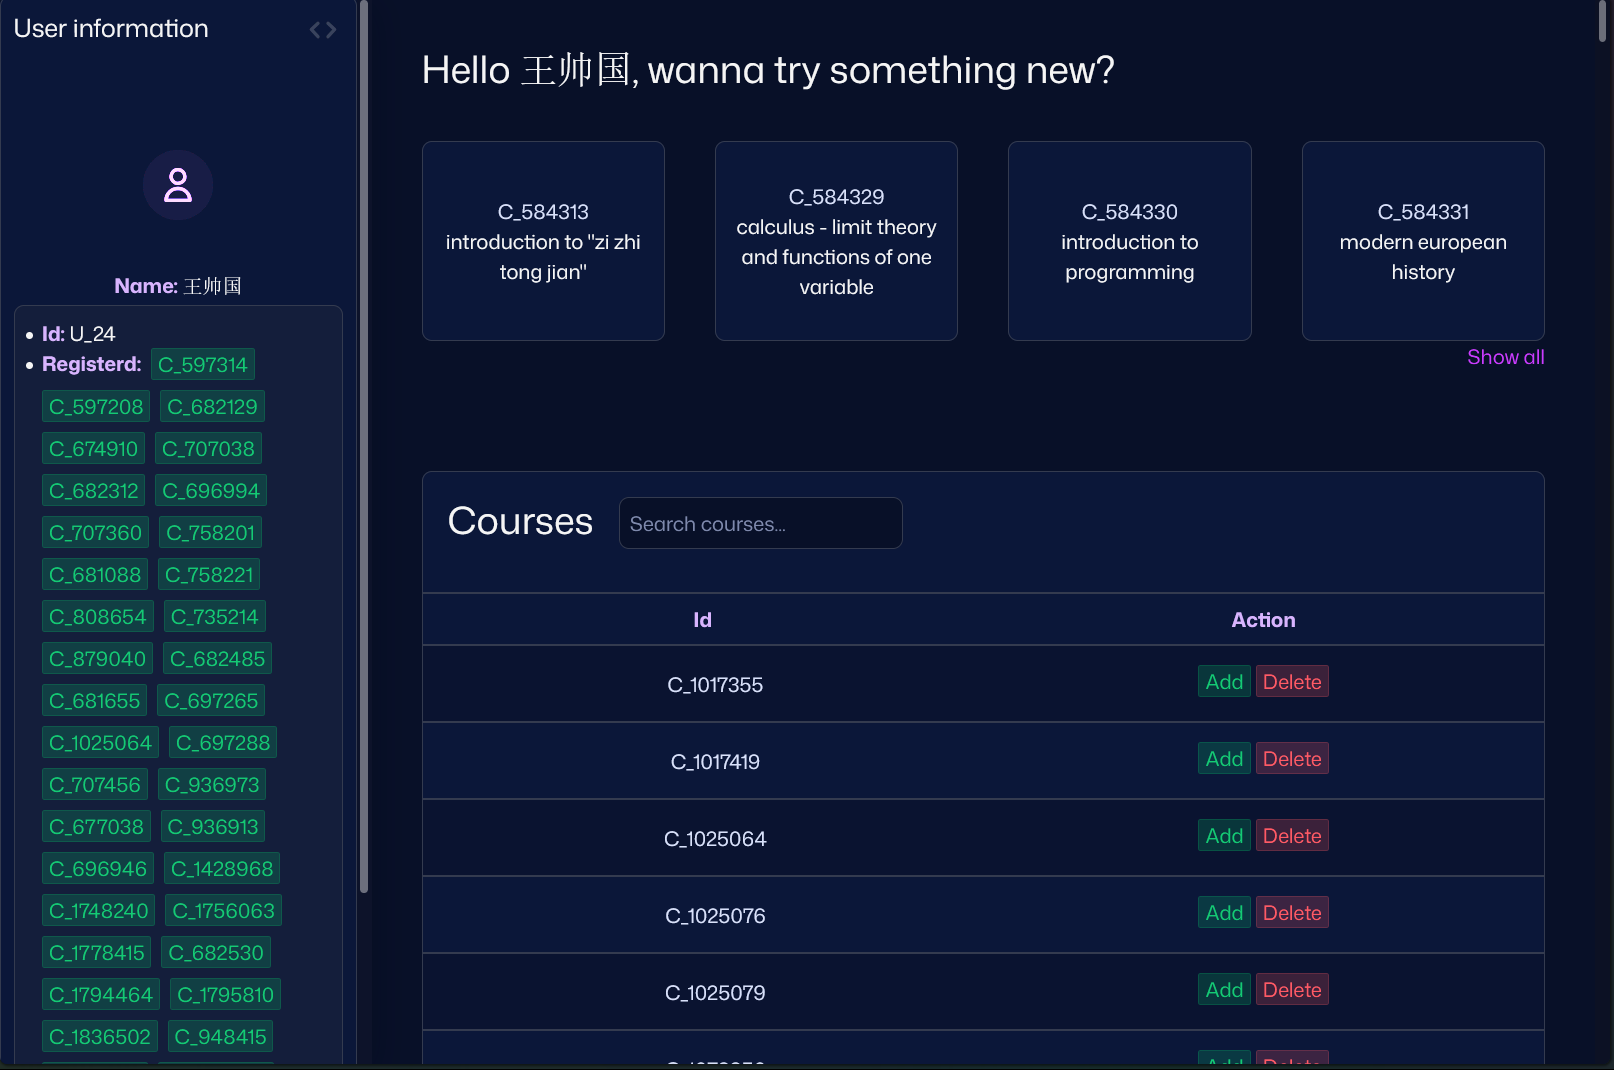 User information
Name: 王帅国
Id: U_24
Registerd: C_597314
C_597208 C_682129
C_674910 C_707038
C_682312 C_696994
C_707360 C_758201
C_681088 C_758221
C_808654 C_735214
C_879040 C_682485
C_681655 C_697265
C_1025064 C_697288
C_707456 C_936973
C_677038 C_936913
C_696946 C_1428968
C_1748240 C_1756063
C_1778415 C_682530
C_1794464 C_1795810
C_1836502 C_948415
Hello 王帅国, wanna try something new?
C_584313
introduction to "zi zhi
tong jian"
C_584329
calculus - limit theory
and functions of one
variable
C_584330
introduction to
programming
C_584331
modern european
history
Show all
Courses
Search courses...
Id Action
C_1017355 Add Delete
C_1017419 Add Delete
C_1025064 Add Delete
C_1025076 Add Delete
C_1025079 Add Delete
Add Delete